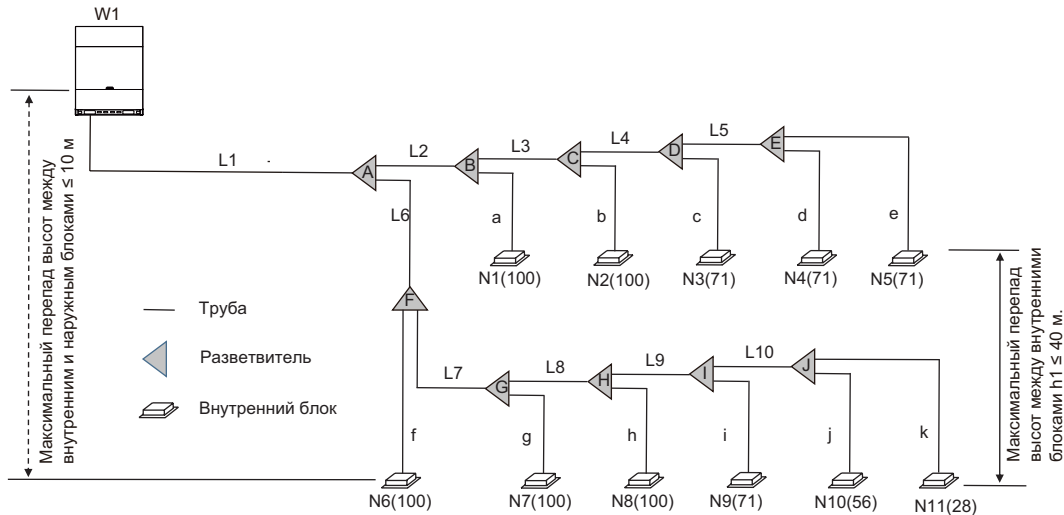 W1
Максимальный перепад высот между
внутренним и наружным блоками ≤ 10 м
L1
A
L2
B
L3
C
L4
D
L5
E
L6
a
b
c
d
e
N1(100)
N2(100)
N3(71)
N4(71)
N5(71)
Труба
Разветвитель
Внутренний блок
F
L7
G
L8
H
L9
I
L10
J
f
g
h
i
j
k
N6(100)
N7(100)
N8(100)
N9(71)
N10(56)
N11(28)
Максимальный перепад
высот между внутренними
блоками h1 ≤ 40 м.